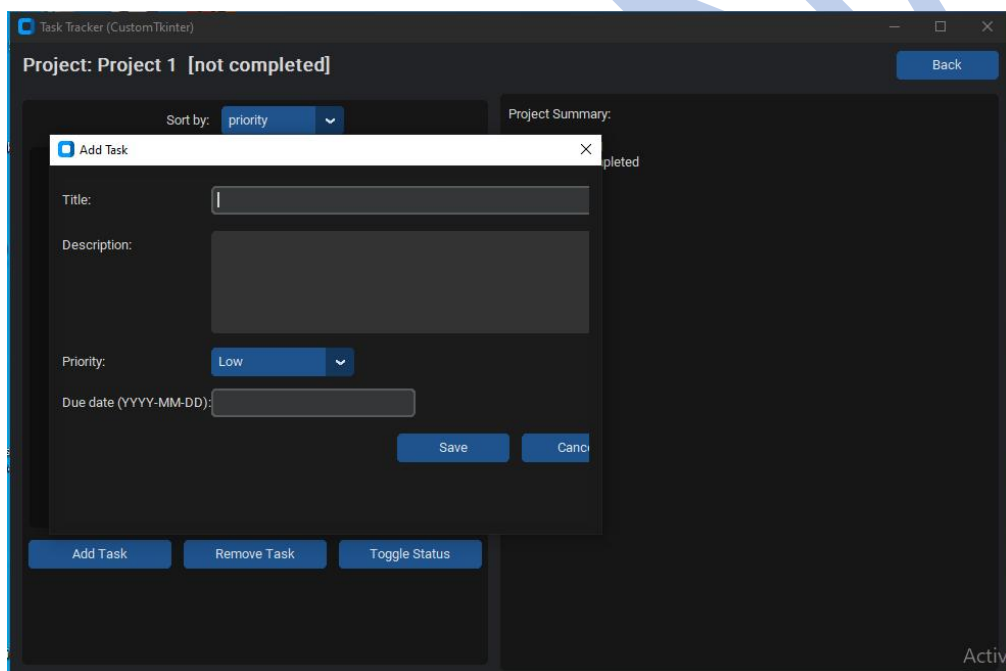 Task Tracker (CustomTkinter)
Project: Project 1 [not completed]
Back
Sort by: priority
Project Summary:
Add Task
pleted
Title:
Description:
Priority: Low
Due date (YYYY-MM-DD):
Save Canc
Add Task Remove Task Toggle Status
Activ